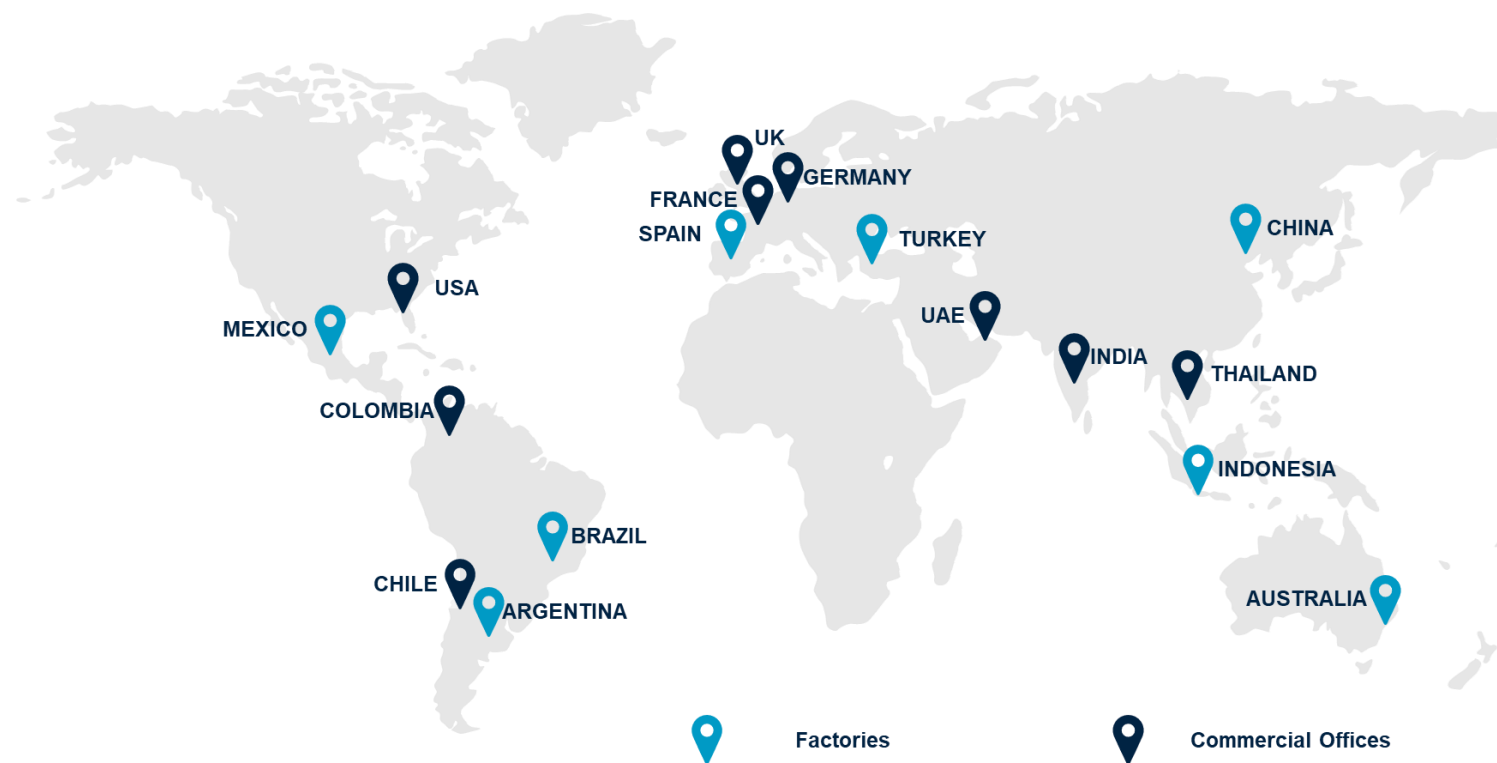 UK
GERMANY
FRANCE
SPAIN
TURKEY
CHINA
USA
UAE
MEXICO
INDIA
THAILAND
COLOMBIA
INDONESIA
BRAZIL
CHILE
AUSTRALIA
ARGENTINA
Factories
Commercial Offices